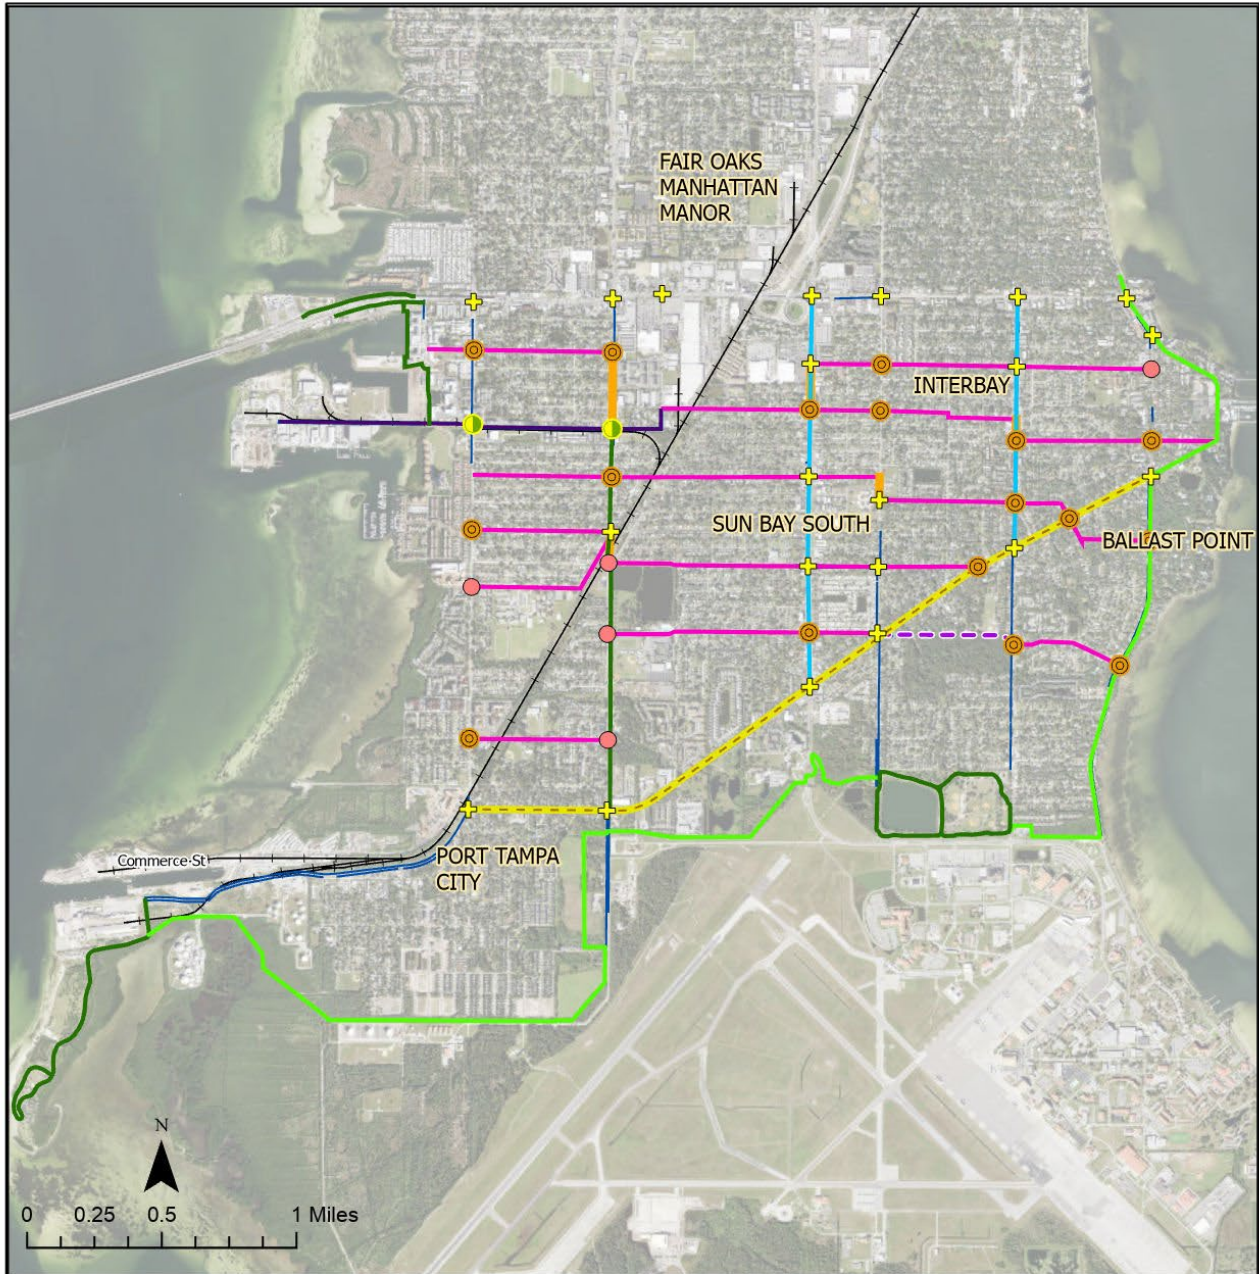 FAIR OAKS
MANHATTAN
MANOR
INTERBAY
SUN BAY SOUTH
BALLAST POINT
Commerce St
PORT TAMPA
CITY
N
0 0.25 0.5 1 Miles